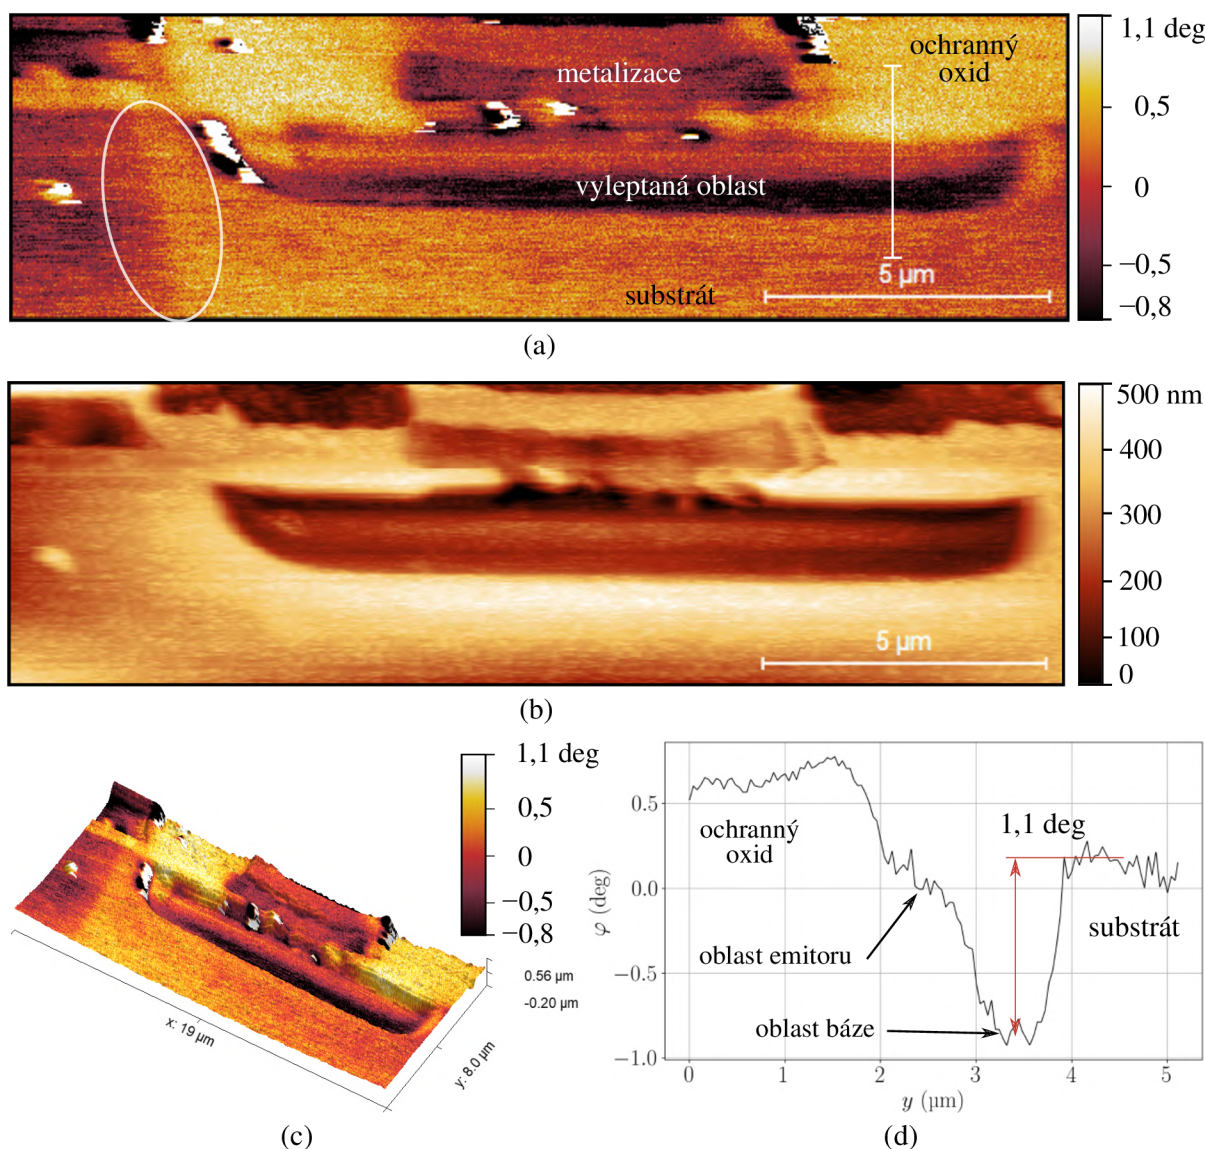 1,1 deg
0,5
0
−0,5
−0,8
ochranný
oxid
metalizace
vyleptaná oblast
substrát
5 µm
(a)
500 nm
400
300
200
100
0
5 µm
(b)
1,1 deg
0,5
0
−0,5
−0,8
0.56 µm
-0.20 µm
x: 19 µm
y: 8.0 µm
(c)
0.5
0.0
−0.5
−1.0
φ (deg)
ochranný
oxid
1,1 deg
oblast emitoru
substrát
oblast báze
0 1 2 3 4 5
y (µm)
(d)